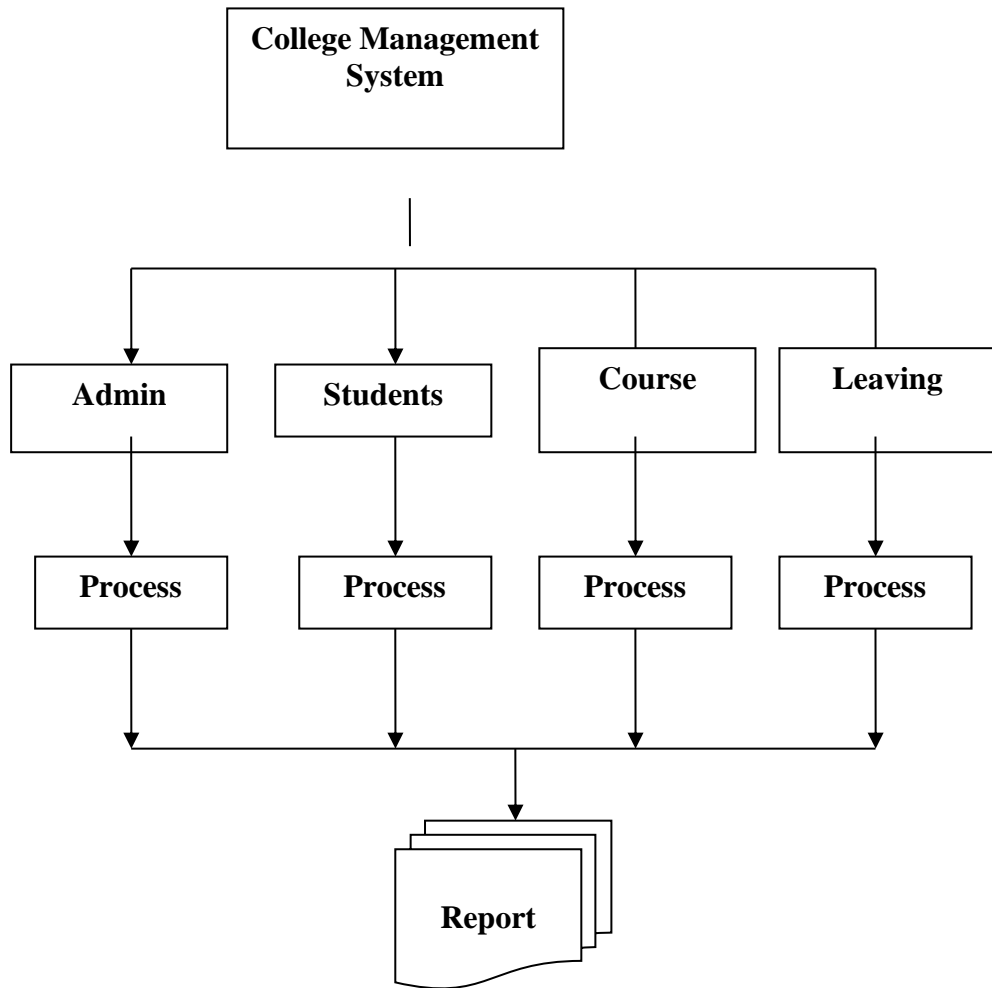 College Management
System
Admin
Students
Course
Leaving
Process
Process
Process
Process
Report